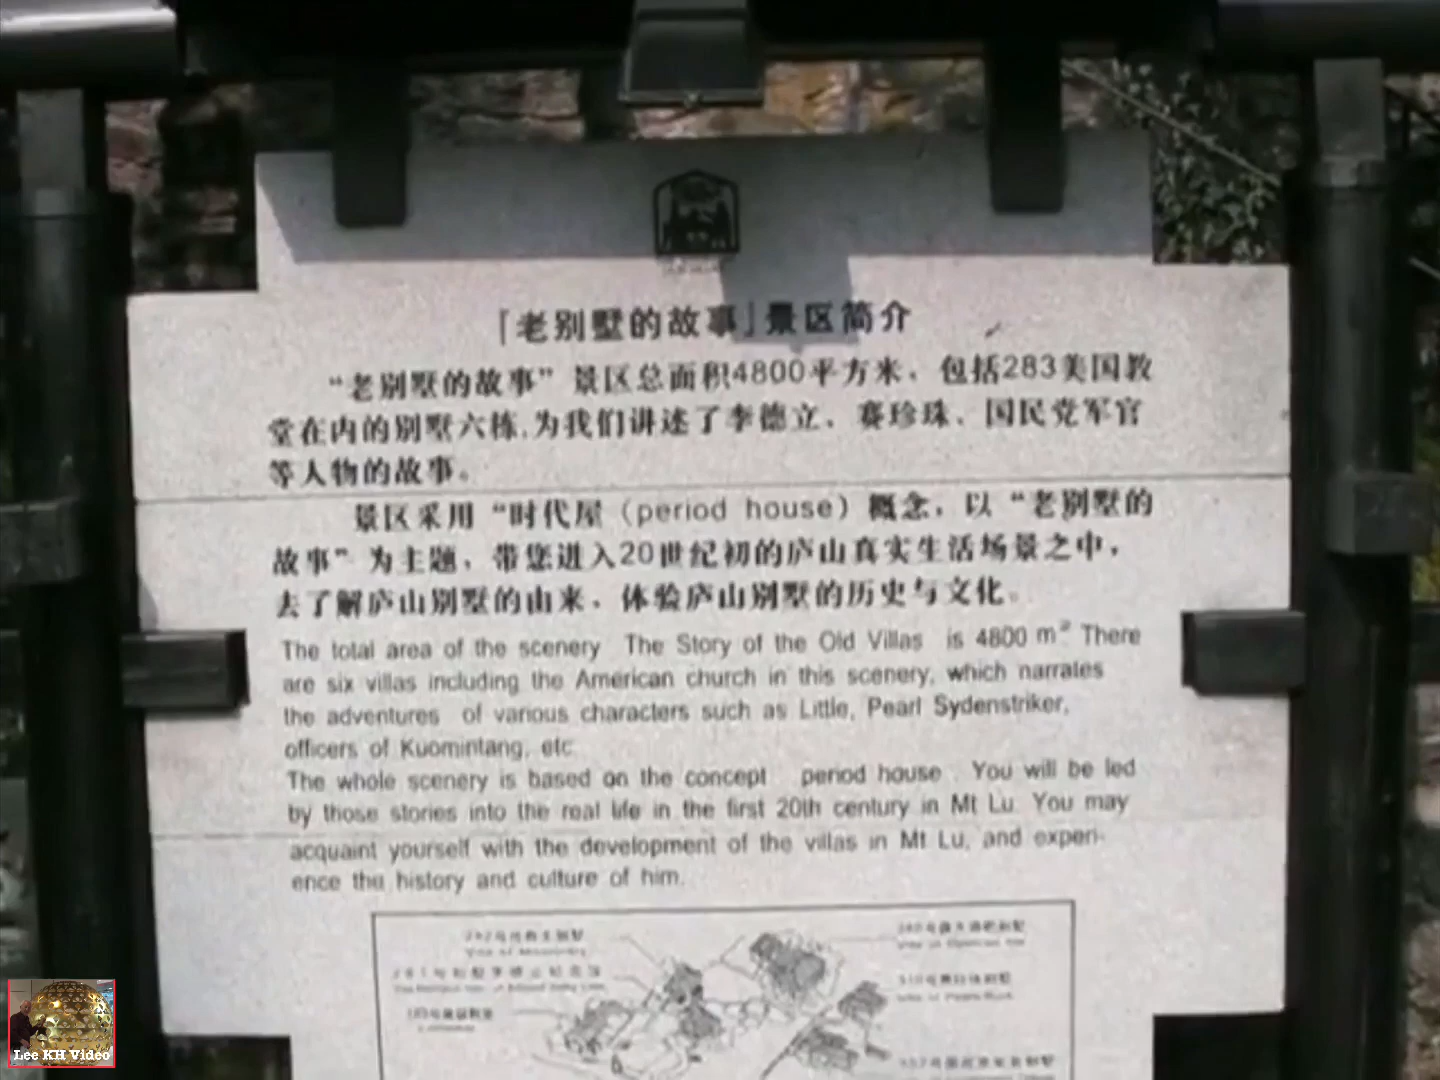 「老别墅的故事」景区简介
“老别墅的故事”景区总面积4800平方米，包括283美国教
堂在内的别墅六栋,为我们讲述了李德立、赛珍珠、国民党军官
等人物的故事。
景区采用“时代屋（period house）概念，以“老别墅的
故事”为主题，带您进入20世纪初的庐山真实生活场景之中，
去了解庐山别墅的由来、体验庐山别墅的历史与文化。
The total area of the scenery The Story of the Old Villas is 4800 m² There
are six villas including the American church in this scenery, which narrates
the adventures of various characters such as Little, Pearl Sydenstriker,
officers of Kuomintang, etc
The whole scenery is based on the concept period house . You will be led
by those stories into the real life in the first 20th century in Mt Lu. You may
acquaint yourself with the development of the villas in Mt Lu, and experi-
ence the history and culture of him.
Lee KH Video